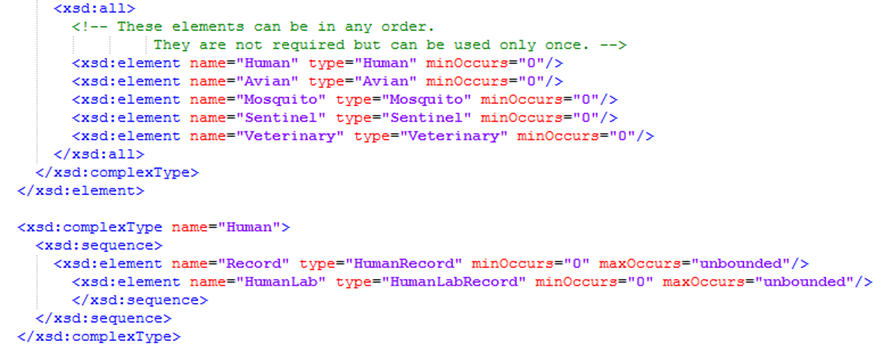 <xsd:all>
<!-- These elements can be in any order.
They are not required but can be used only once. -->
<xsd:element name="Human" type="Human" minOccurs="0"/>
<xsd:element name="Avian" type="Avian" minOccurs="0"/>
<xsd:element name="Mosquito" type="Mosquito" minOccurs="0"/>
<xsd:element name="Sentinel" type="Sentinel" minOccurs="0"/>
<xsd:element name="Veterinary" type="Veterinary" minOccurs="0"/>
</xsd:all>
</xsd:complexType>
</xsd:element>
<xsd:complexType name="Human">
<xsd:sequence>
<xsd:element name="Record" type="HumanRecord" minOccurs="0" maxOccurs="unbounded"/>
<xsd:element name="HumanLab" type="HumanLabRecord" minOccurs="0" maxOccurs="unbounded"/>
</xsd:sequence>
</xsd:sequence>
</xsd:complexType>